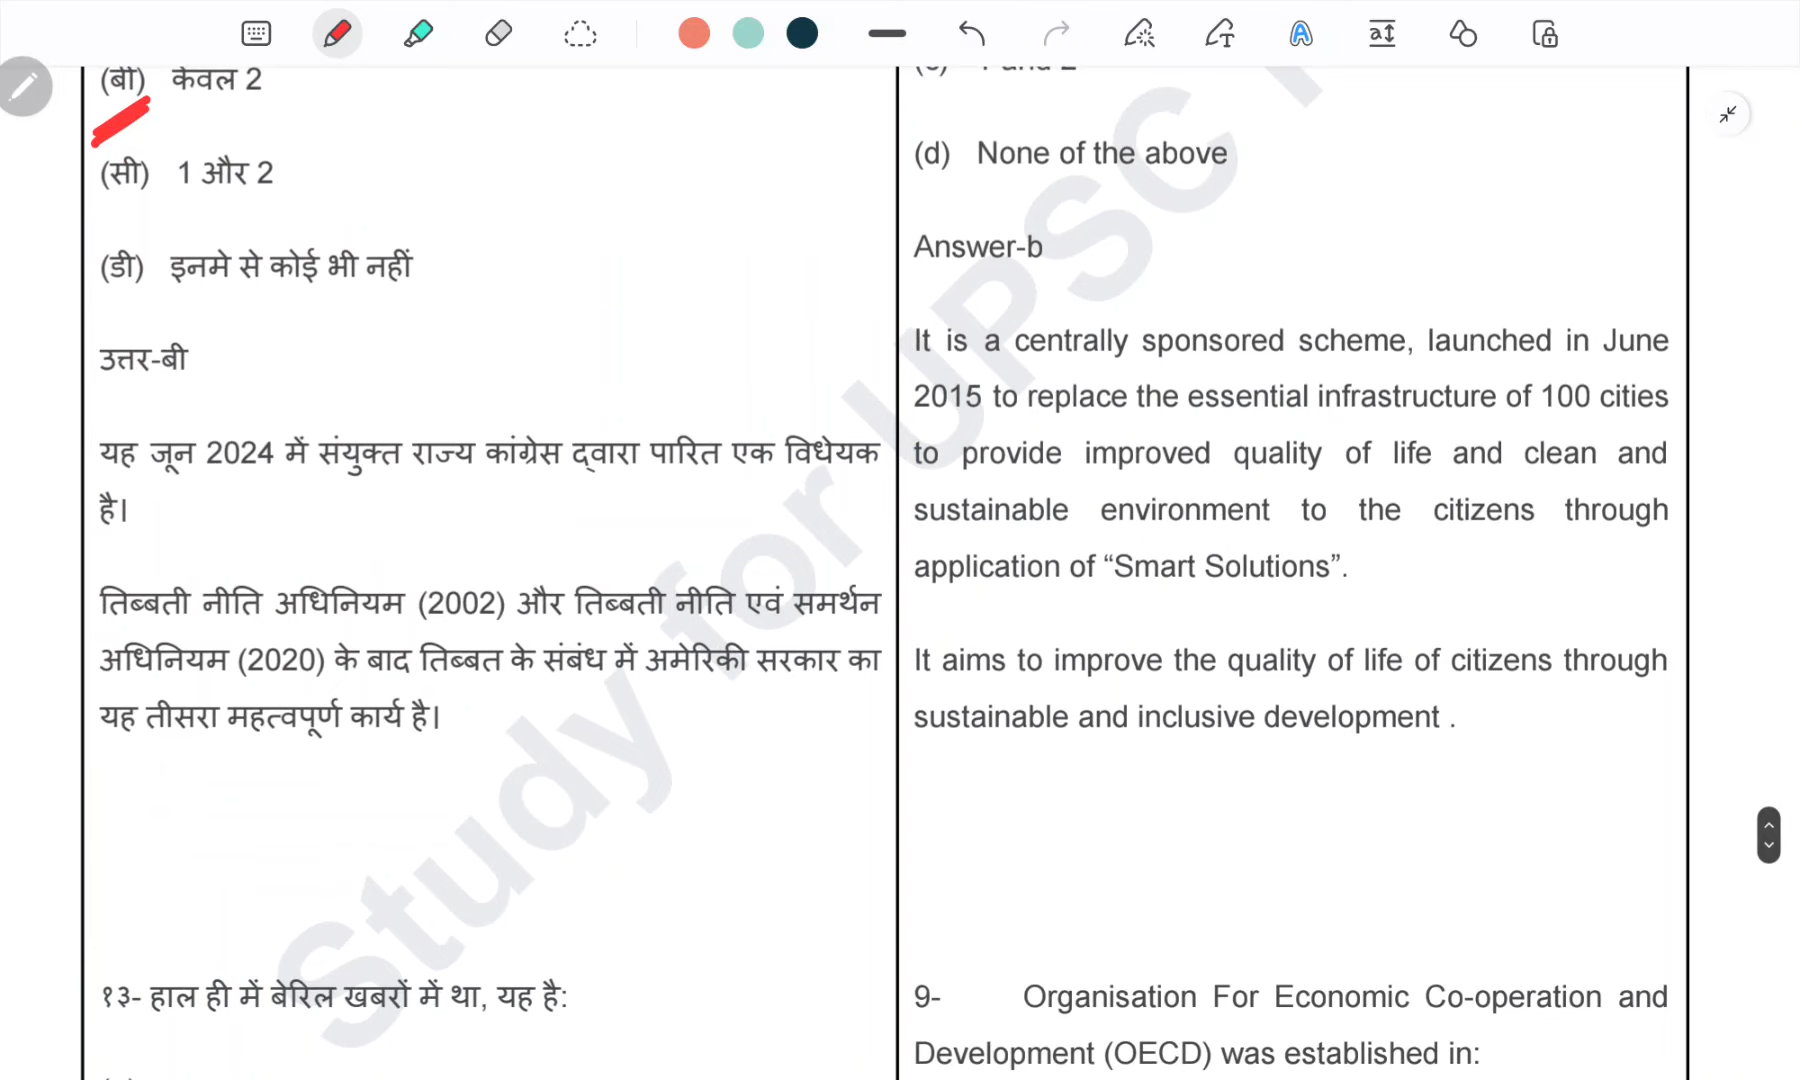 (बी) केवल 2
(सी) 1 और 2
(डी) इनमे से कोई भी नहीं
उत्तर-बी
यह जून 2024 में संयुक्त राज्य कांग्रेस द्वारा पारित एक विधेयक
है।
तिब्बती नीति अधिनियम (2002) और तिब्बती नीति एवं समर्थन
अधिनियम (2020) के बाद तिब्बत के संबंध में अमेरिकी सरकार का
यह तीसरा महत्वपूर्ण कार्य है।
१३- हाल ही में बेरिल खबरों में था, यह है:
(d) None of the above
Answer-b
It is a centrally sponsored scheme, launched in June
2015 to replace the essential infrastructure of 100 cities
to provide improved quality of life and clean and
sustainable environment to the citizens through
application of “Smart Solutions”.
It aims to improve the quality of life of citizens through
sustainable and inclusive development .
9- Organisation For Economic Co-operation and
Development (OECD) was established in:
Study for UPSC